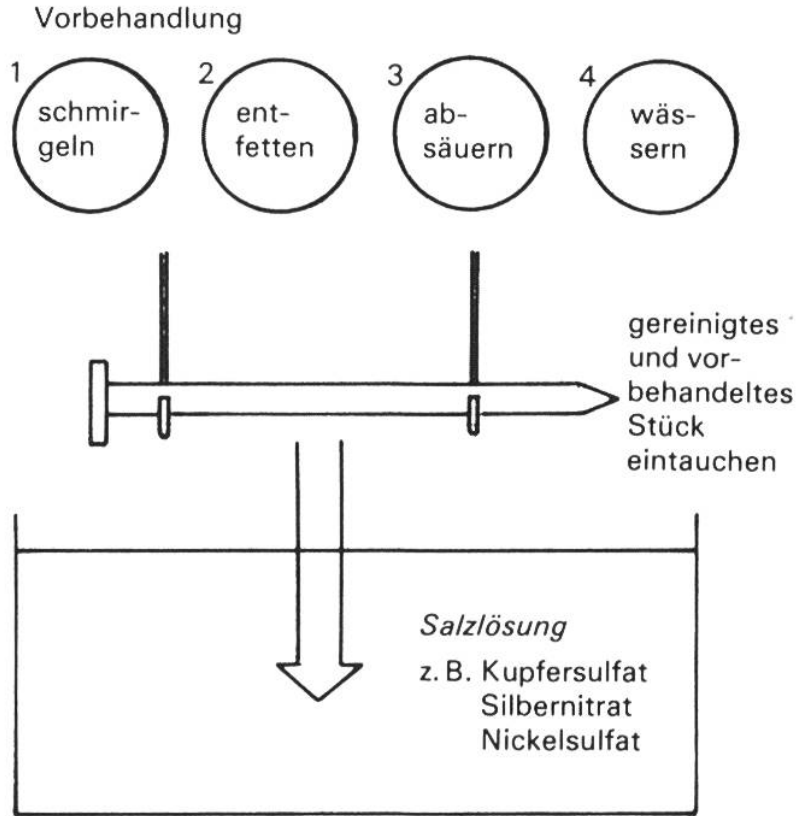 Vorbehandlung
1
schmir-
geln
2
ent-
fetten
3
ab-
säuern
4
wäs-
sern
gereinigtes
und vor-
behandeltes
Stück
eintauchen
Salzlösung
z. B. Kupfersulfat
Silbernitrat
Nickelsulfat